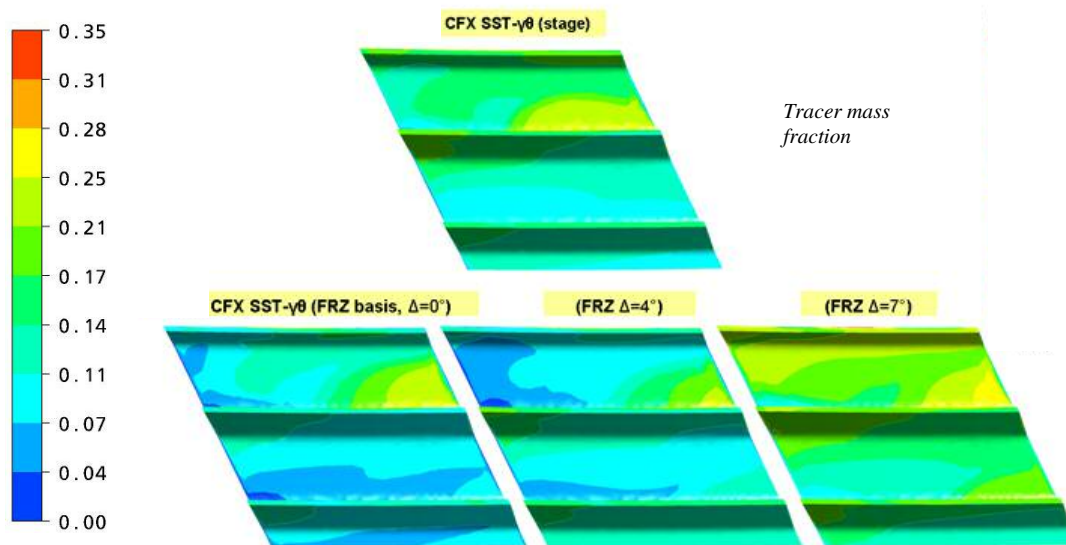 CFX SST-γθ (stage)
0.35
0.31
0.28
0.25
0.21
0.17
0.14
0.11
0.07
0.04
0.00
Tracer mass
fraction
CFX SST-γθ (FRZ basis, Δ=0°)
(FRZ Δ=4°)
(FRZ Δ=7°)